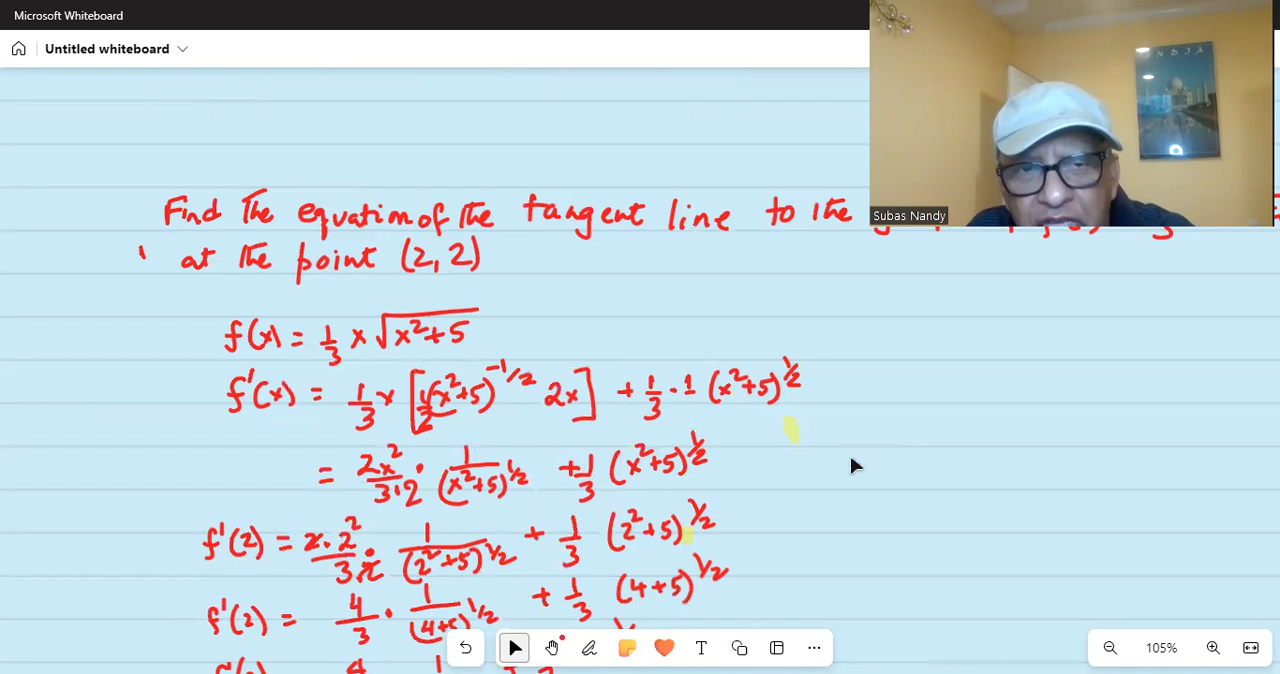 Microsoft Whiteboard
Untitled whiteboard
INDIA
Subas Nandy
Find The equation of the tangent line to the
at the point (2, 2)
f(x) = 1/3 x √(x²+5)
f'(x) = 1/3 x [1/2(x²+5)^(-1/2) 2x] + 1/3 · 1 (x²+5)^(1/2)
= 2x²/(3·2) · 1/(x²+5)^(1/2) + 1/3 (x²+5)^(1/2)
f'(2) = 2·2²/(3·2) · 1/(2²+5)^(1/2) + 1/3 (2²+5)^(1/2)
f'(2) = 4/3 · 1/(4+5)^(1/2) + 1/3 (4+5)^(1/2)
105%